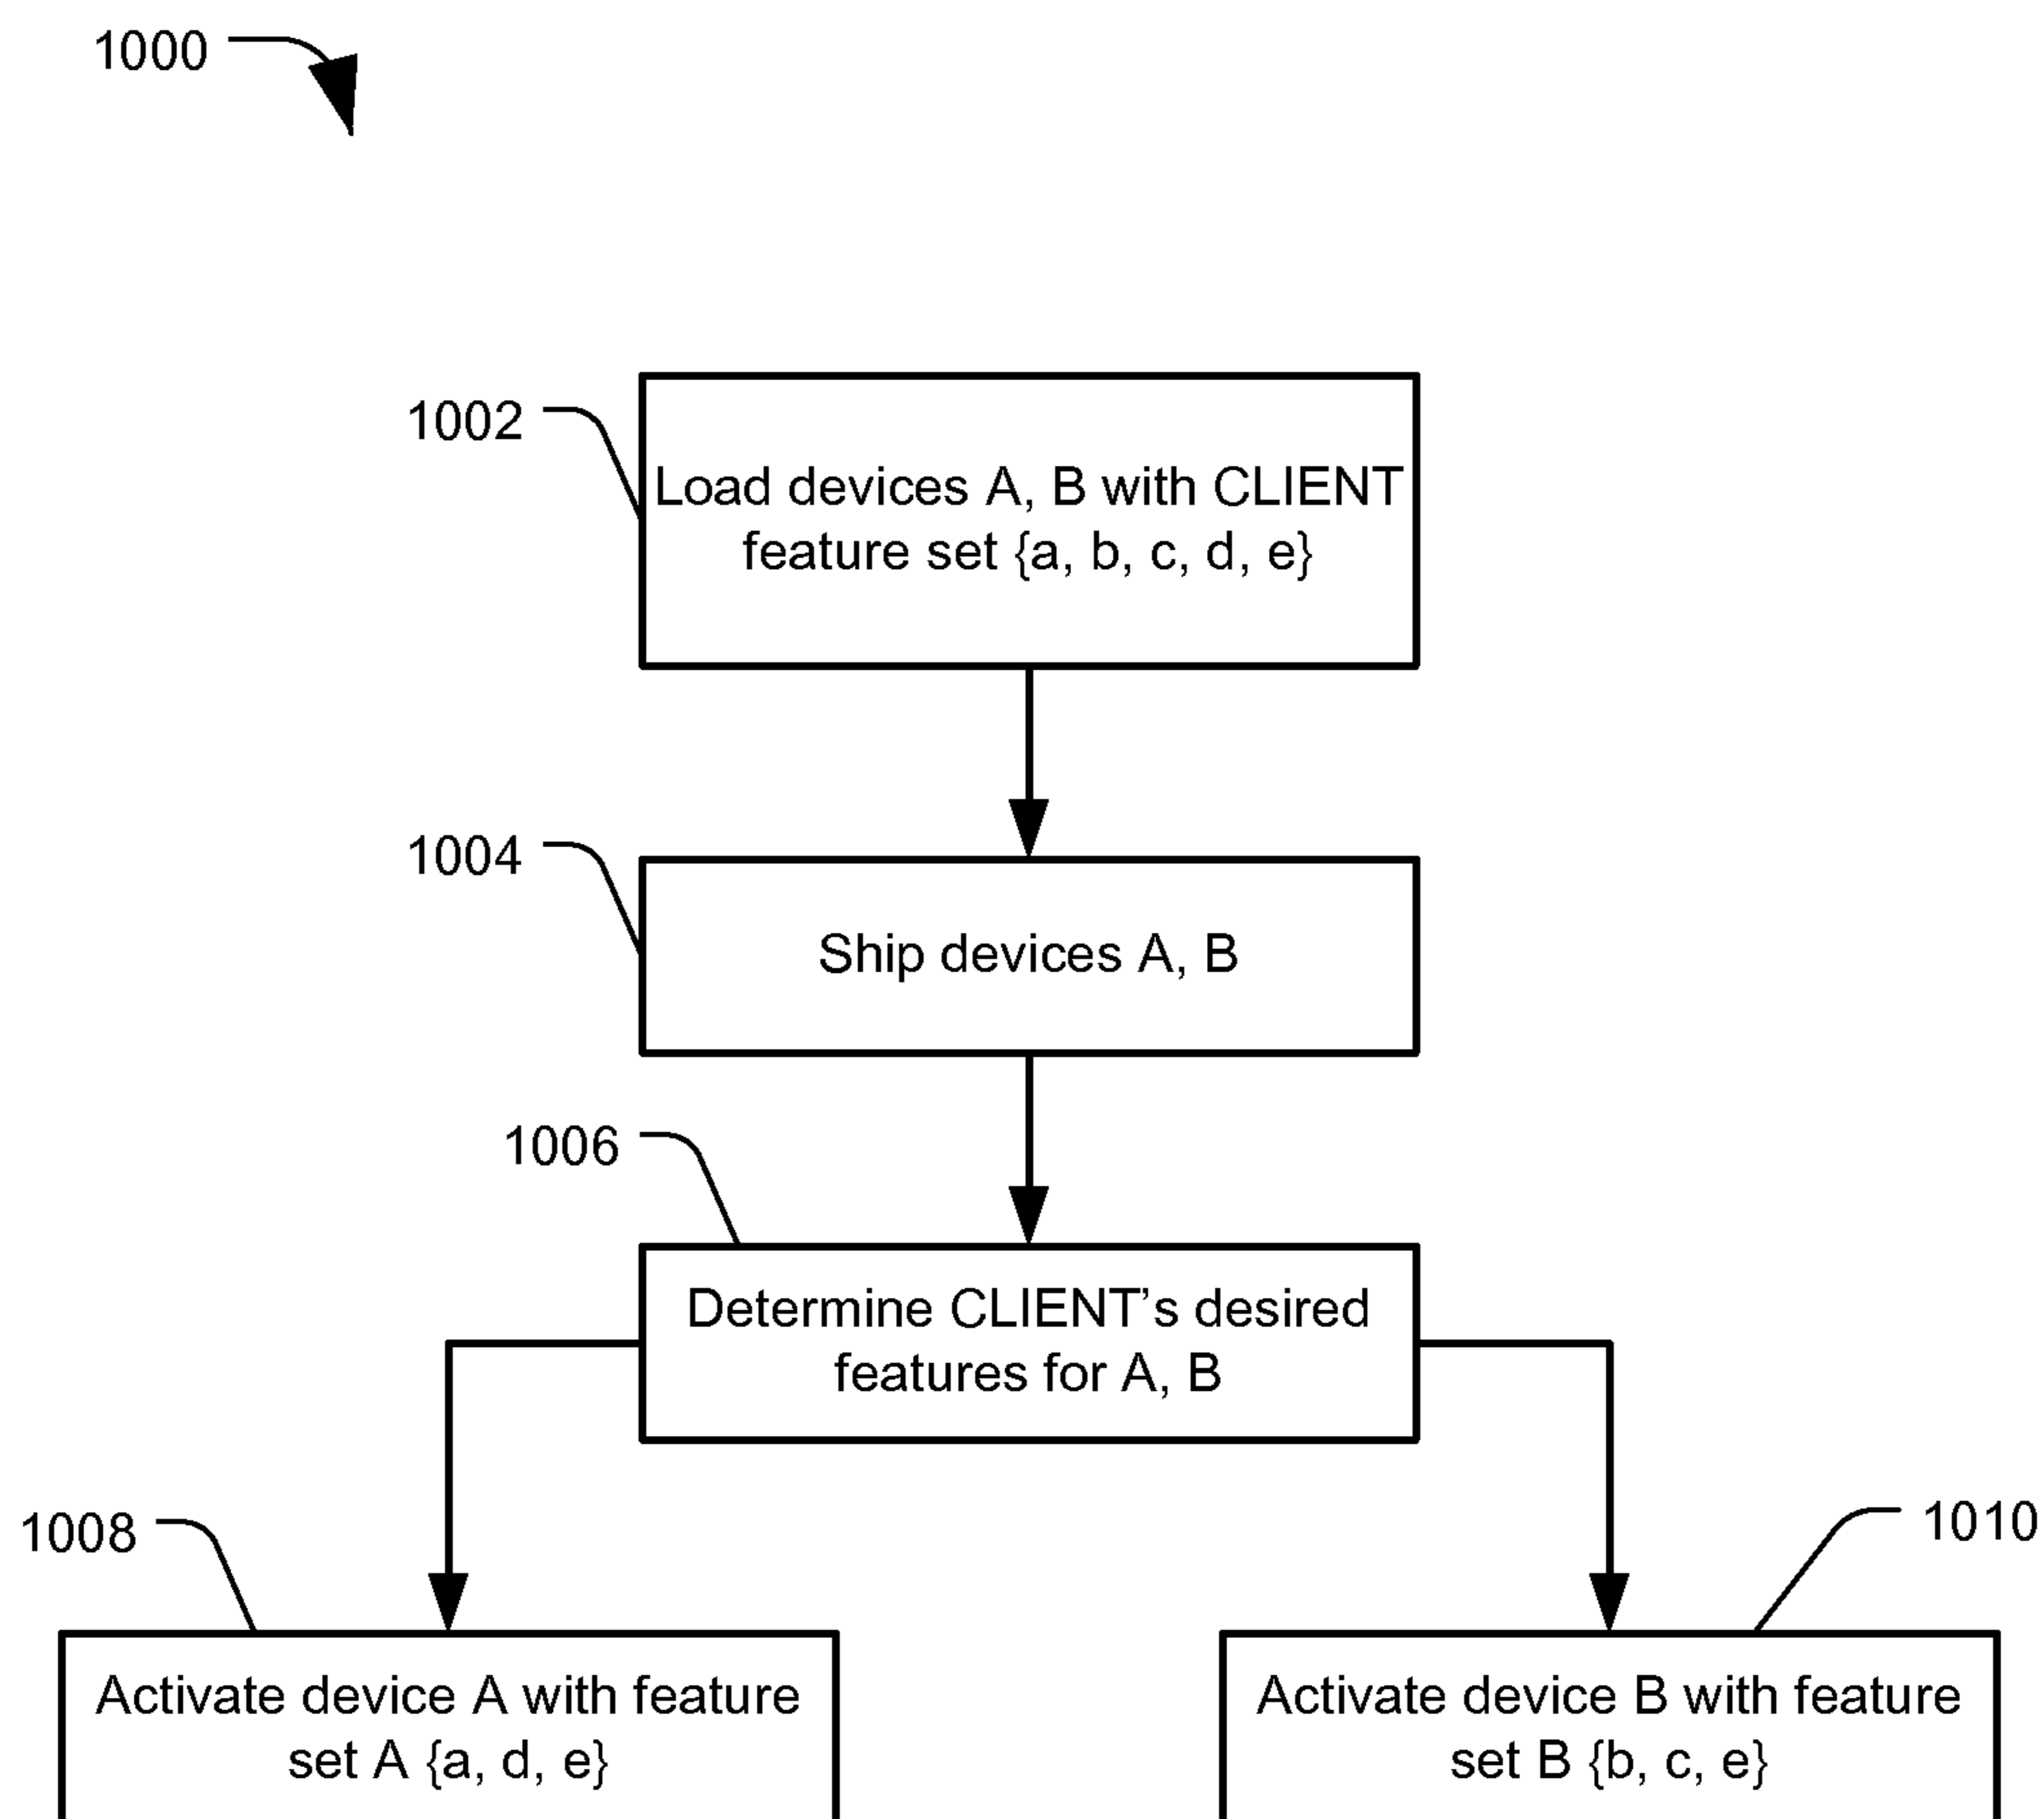 1000
1002
Load devices A, B with CLIENT
feature set {a, b, c, d, e}
1004
Ship devices A, B
1006
Determine CLIENT's desired
features for A, B
1008
1010
Activate device A with feature
set A {a, d, e}
Activate device B with feature
set B {b, c, e}